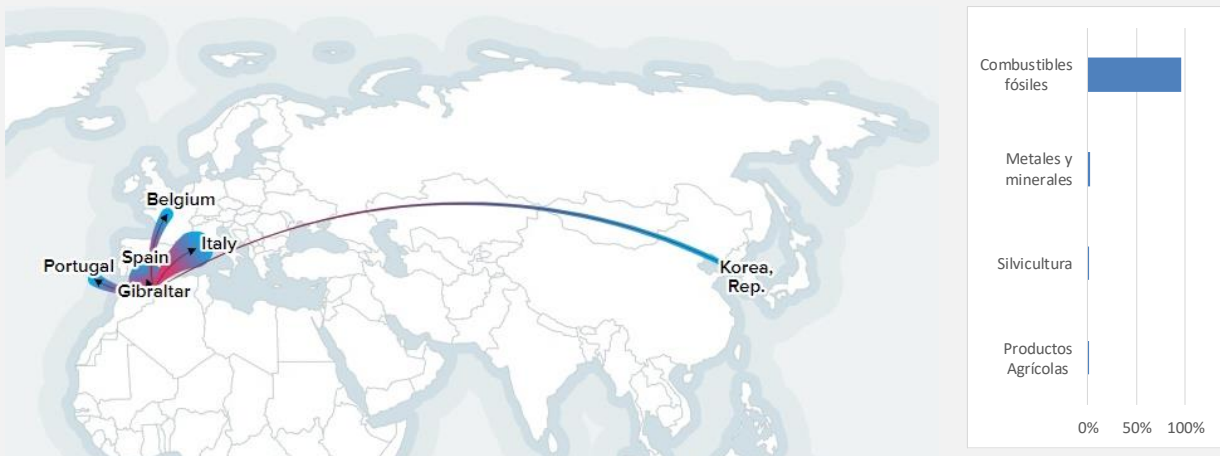 Belgium
Italy
Spain
Portugal
Gibraltar
Korea,
Rep.
Combustibles
fósiles
Metales y
minerales
Silvicultura
Productos
Agrícolas
0% 50% 100%